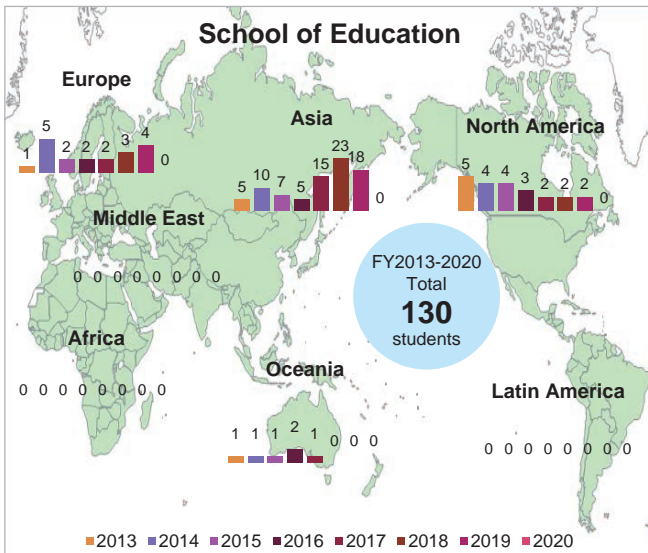 School of Education
Europe
1 5 2 2 2 3 4 0
Asia
5 10 7 5 15 23 18 0
North America
5 4 4 3 2 2 2 0
Middle East
0 0 0 0 0 0 0 0
FY2013-2020
Total
130
students
Africa
0 0 0 0 0 0 0 0
Oceania
1 1 1 2 1 0 0 0
Latin America
0 0 0 0 0 0 0 0
2013 2014 2015 2016 2017 2018 2019 2020